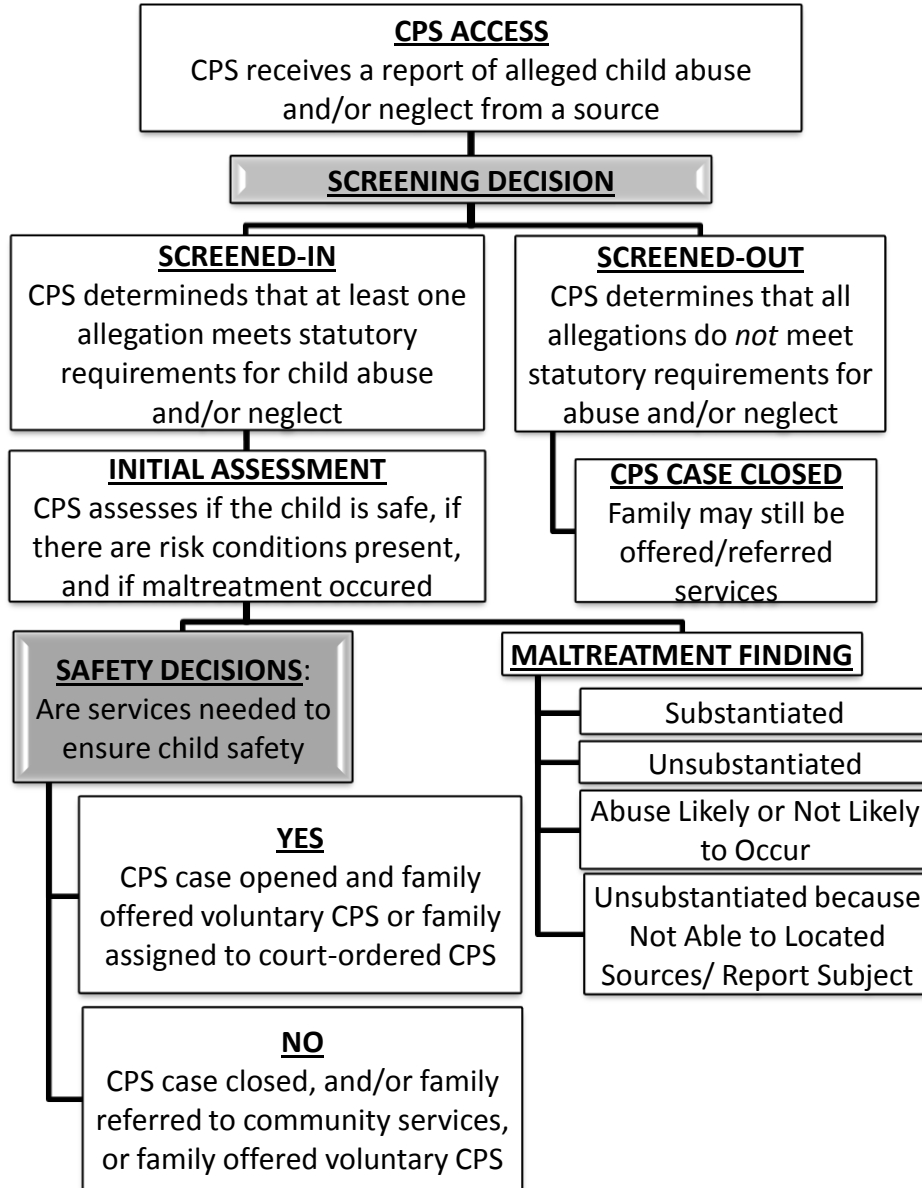 CPS ACCESS
CPS receives a report of alleged child abuse
and/or neglect from a source
SCREENING DECISION
SCREENED-IN
CPS determineds that at least one
allegation meets statutory
requirements for child abuse
and/or neglect
SCREENED-OUT
CPS determines that all
allegations do not meet
statutory requirements for
abuse and/or neglect
INITIAL ASSESSMENT
CPS assesses if the child is safe, if
there are risk conditions present,
and if maltreatment occured
CPS CASE CLOSED
Family may still be
offered/referred
services
SAFETY DECISIONS:
Are services needed to
ensure child safety
YES
CPS case opened and family
offered voluntary CPS or family
assigned to court-ordered CPS
NO
CPS case closed, and/or family
referred to community services,
or family offered voluntary CPS
MALTREATMENT FINDING
Substantiated
Unsubstantiated
Abuse Likely or Not Likely
to Occur
Unsubstantiated because
Not Able to Located
Sources/ Report Subject